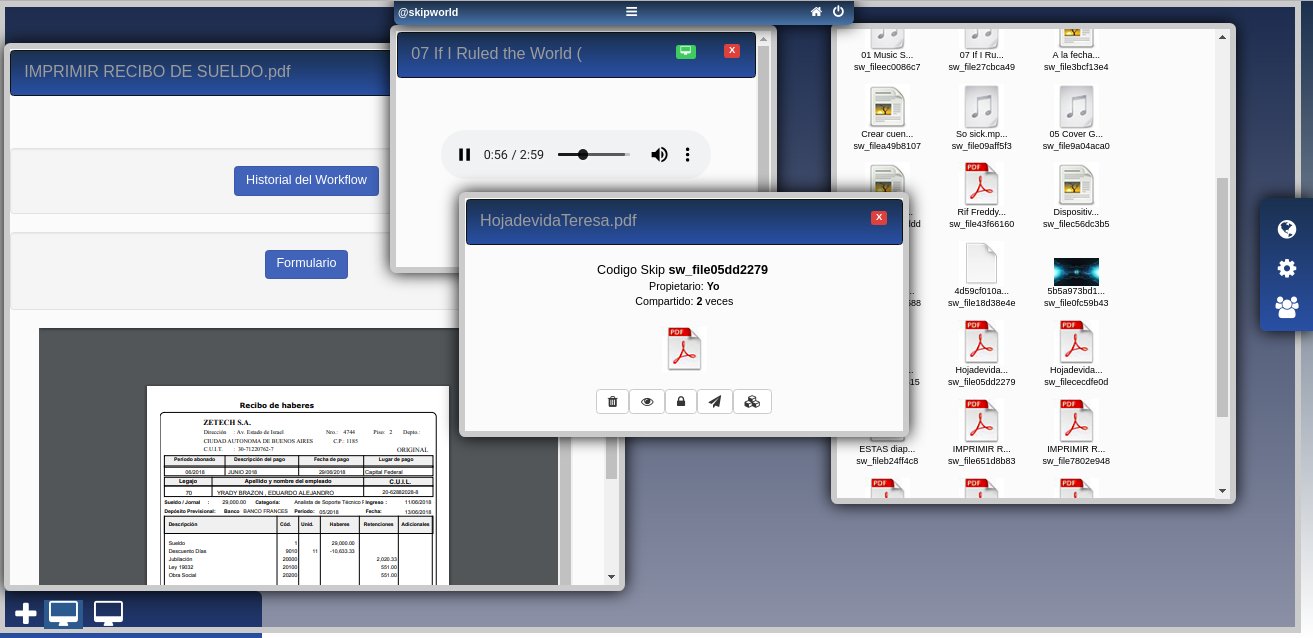 @skipworld
IMPRIMIR RECIBO DE SUELDO.pdf
Historial del Workflow
Formulario
Recibo de haberes
ZETECH S.A.
Dirección : Av. Estado de Israel Nro.: 4744 Piso: 2 Depto.:
CIUDAD AUTONOMA DE BUENOS AIRES C.P.: 1185
C.U.I.T. : 30-71220762-7 ORIGINAL
Periodo abonado Descripción del pago Fecha de pago Lugar de pago
06/2018 JUNIO 2018 29/06/2018 Capital Federal
Legajo Apellido y nombre del empleado C.U.I.L.
70 YRADY BRAZON , EDUARDO ALEJANDRO 20-62882028-8
Sueldo / Jornal : 29,000.00 Categoría: Analista de Soporte Técnico F Ingreso : 11/06/2018
Depósito Previsional: Banco BANCO FRANCES Período: 05/2018 Fecha: 13/06/2018
Descripción Cód. Unid. Haberes Retenciones Adicionales
Sueldo 1 29,000.00
Descuento Días 9010 11 -10,633.33
Jubilación 20000 2,020.33
Ley 19032 20100 551.00
Obra Social 20200 551.00
07 If I Ruled the World (
X
0:56 / 2:59
HojadevidaTeresa.pdf
X
Codigo Skip sw_file05dd2279
Propietario: Yo
Compartido: 2 veces
PDF
01 Music S... 07 If I Ru... A la fecha...
sw_fileec0086c7 sw_file27cbca49 sw_file3bcf13e4
Crear cuen... So sick.mp... 05 Cover G...
sw_filea49b8107 sw_file09aff5f3 sw_file9a04aca0
PDF
Rif Freddy... Dispositiv...
ddd sw_file43f66160 sw_filec56dc3b5
4d59cf010a... 5b5a973bd1...
588 sw_file18d38e4e sw_file0fc59b43
PDF PDF
Hojadevida... Hojadevida...
15 sw_file05dd2279 sw_filececdfe0d
PDF PDF
ESTAS diap... IMPRIMIR R... IMPRIMIR R...
sw_fileb24ff4c8 sw_file651d8b83 sw_file7802e948
PDF PDF PDF